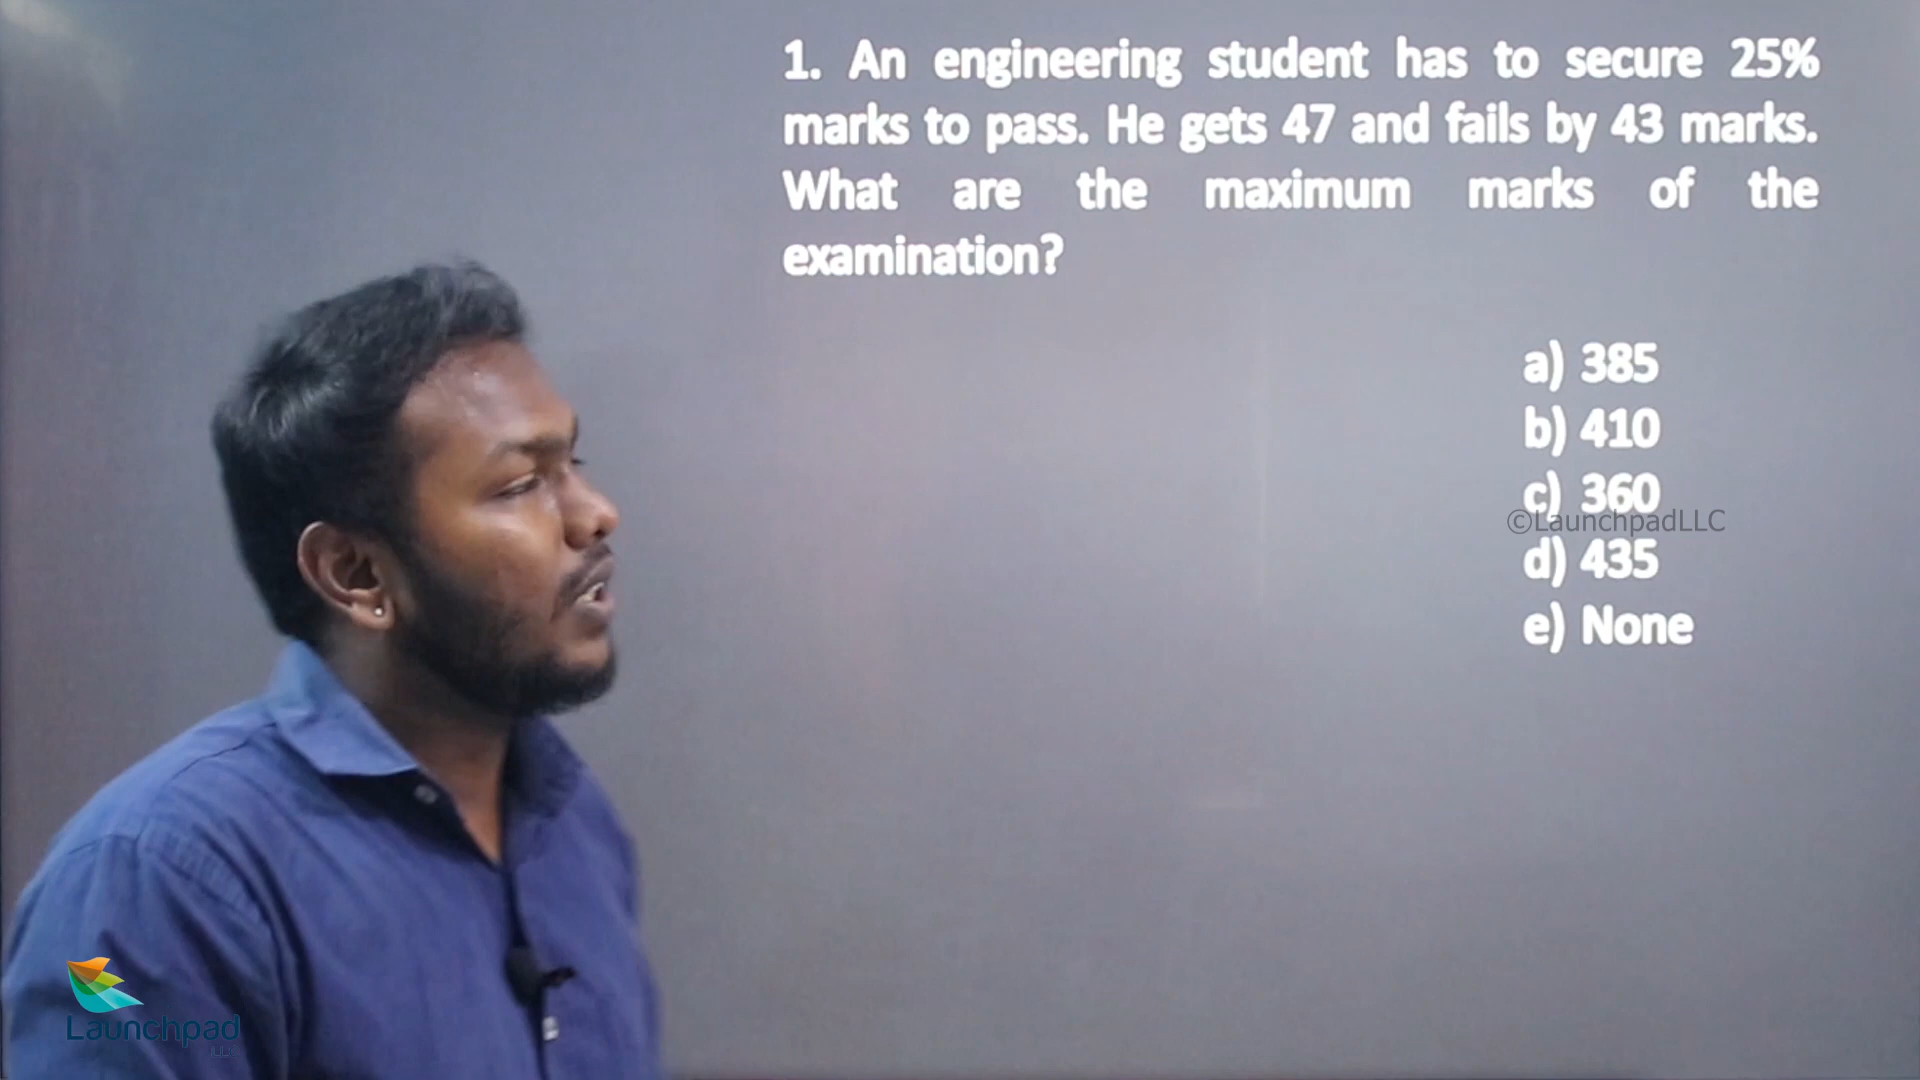 1. An engineering student has to secure 25%
marks to pass. He gets 47 and fails by 43 marks.
What are the maximum marks of the
examination?
a) 385
b) 410
c) 360
©LaunchpadLLC
d) 435
e) None
Launchpad
LLC